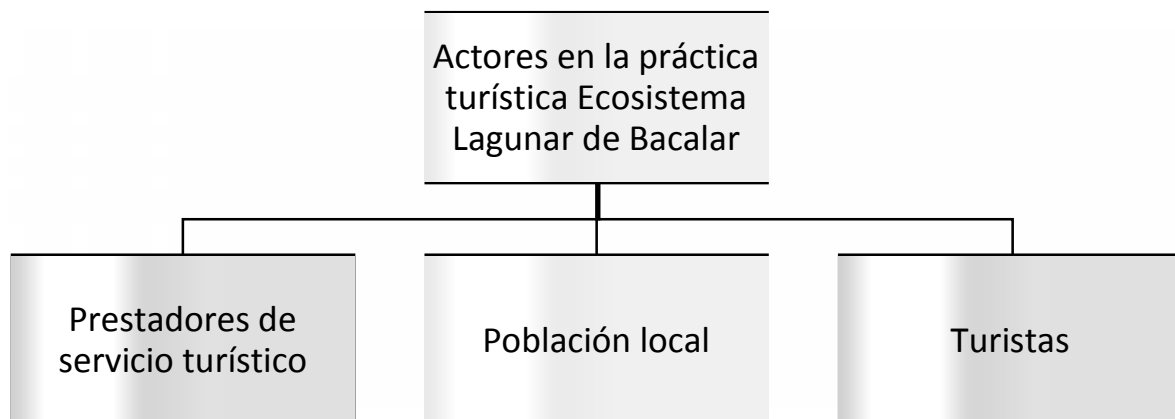 Actores en la práctica
turística Ecosistema
Lagunar de Bacalar
Prestadores de
servicio turístico
Población local
Turistas